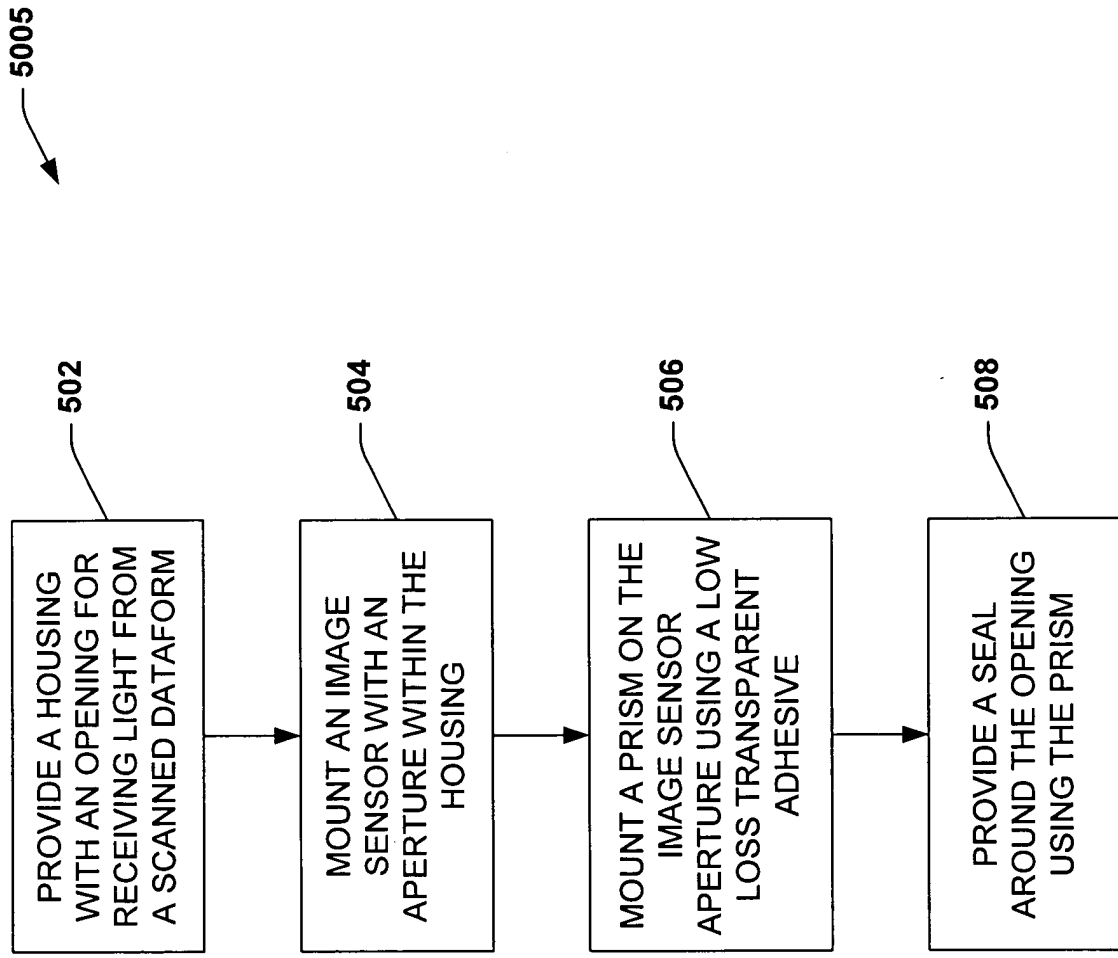 5005
502
PROVIDE A HOUSING
WITH AN OPENING FOR
RECEIVING LIGHT FROM
A SCANNED DATAFORM
504
MOUNT AN IMAGE
SENSOR WITH AN
APERTURE WITHIN THE
HOUSING
506
MOUNT A PRISM ON THE
IMAGE SENSOR
APERTURE USING A LOW
LOSS TRANSPARENT
ADHESIVE
508
PROVIDE A SEAL
AROUND THE OPENING
USING THE PRISM